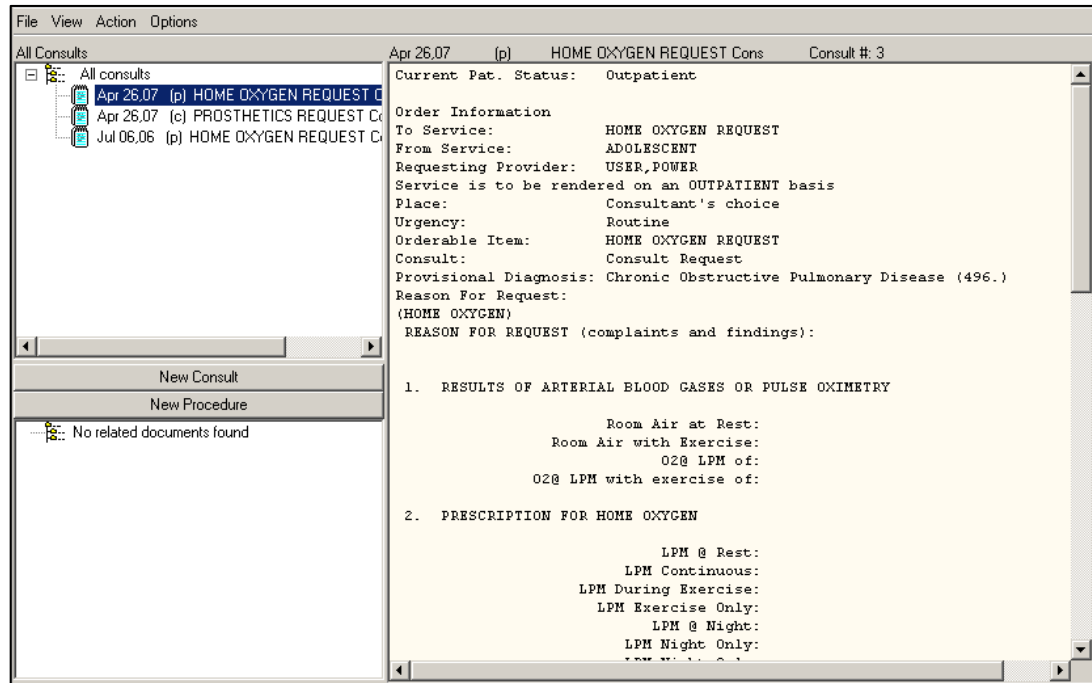 File View Action Options
All Consults
All consults
Apr 26,07 (p) HOME OXYGEN REQUEST C
Apr 26,07 (c) PROSTHETICS REQUEST Co
Jul 06,06 (p) HOME OXYGEN REQUEST Co
New Consult
New Procedure
No related documents found
Apr 26,07 (p) HOME OXYGEN REQUEST Cons Consult #: 3
Current Pat. Status: Outpatient
Order Information
To Service: HOME OXYGEN REQUEST
From Service: ADOLESCENT
Requesting Provider: USER,POWER
Service is to be rendered on an OUTPATIENT basis
Place: Consultant's choice
Urgency: Routine
Orderable Item: HOME OXYGEN REQUEST
Consult: Consult Request
Provisional Diagnosis: Chronic Obstructive Pulmonary Disease (496.)
Reason For Request:
(HOME OXYGEN)
REASON FOR REQUEST (complaints and findings):
1. RESULTS OF ARTERIAL BLOOD GASES OR PULSE OXIMETRY
Room Air at Rest:
Room Air with Exercise:
O2@ LPM of:
O2@ LPM with exercise of:
2. PRESCRIPTION FOR HOME OXYGEN
LPM @ Rest:
LPM Continuous:
LPM During Exercise:
LPM Exercise Only:
LPM @ Night:
LPM Night Only: